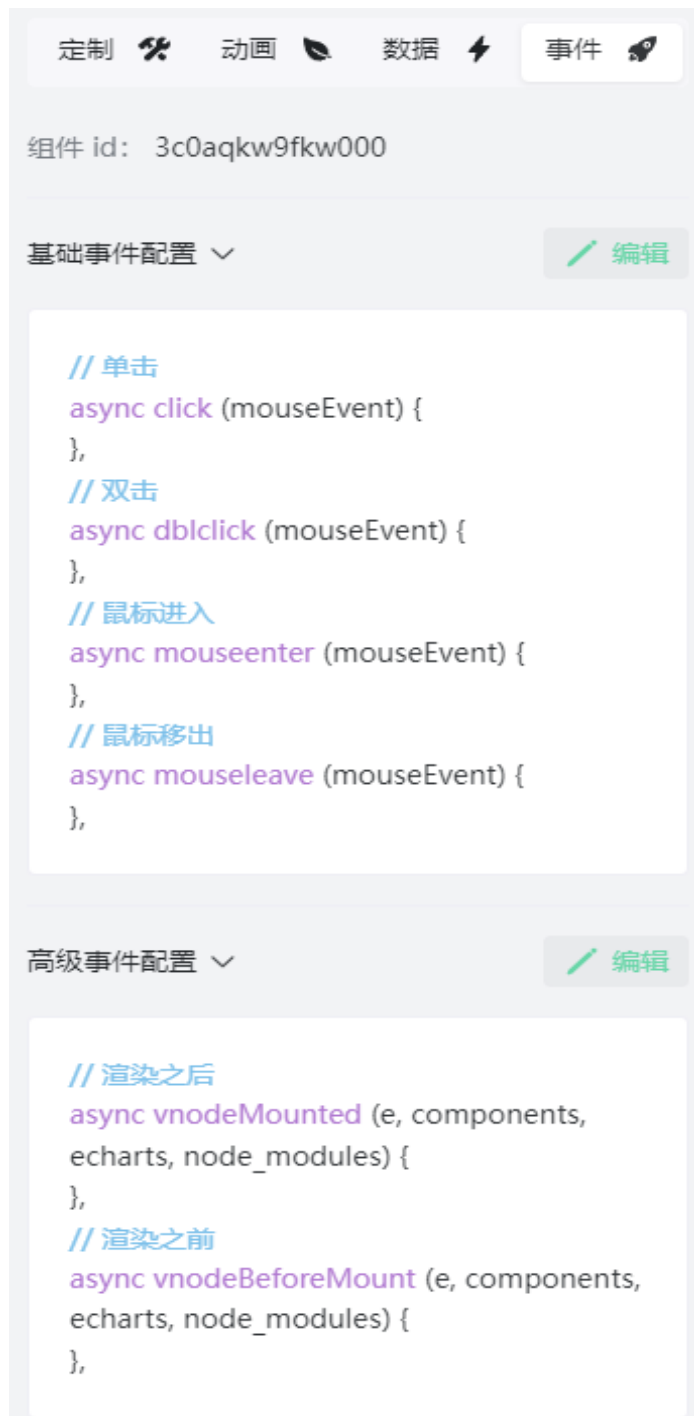 定制 动画 数据 事件
组件 id： 3c0aqkw9fkw000
基础事件配置 编辑
// 单击
async click (mouseEvent) {
},
// 双击
async dblclick (mouseEvent) {
},
// 鼠标进入
async mouseenter (mouseEvent) {
},
// 鼠标移出
async mouseleave (mouseEvent) {
},
高级事件配置 编辑
// 渲染之后
async vnodeMounted (e, components,
echarts, node_modules) {
},
// 渲染之前
async vnodeBeforeMount (e, components,
echarts, node_modules) {
},